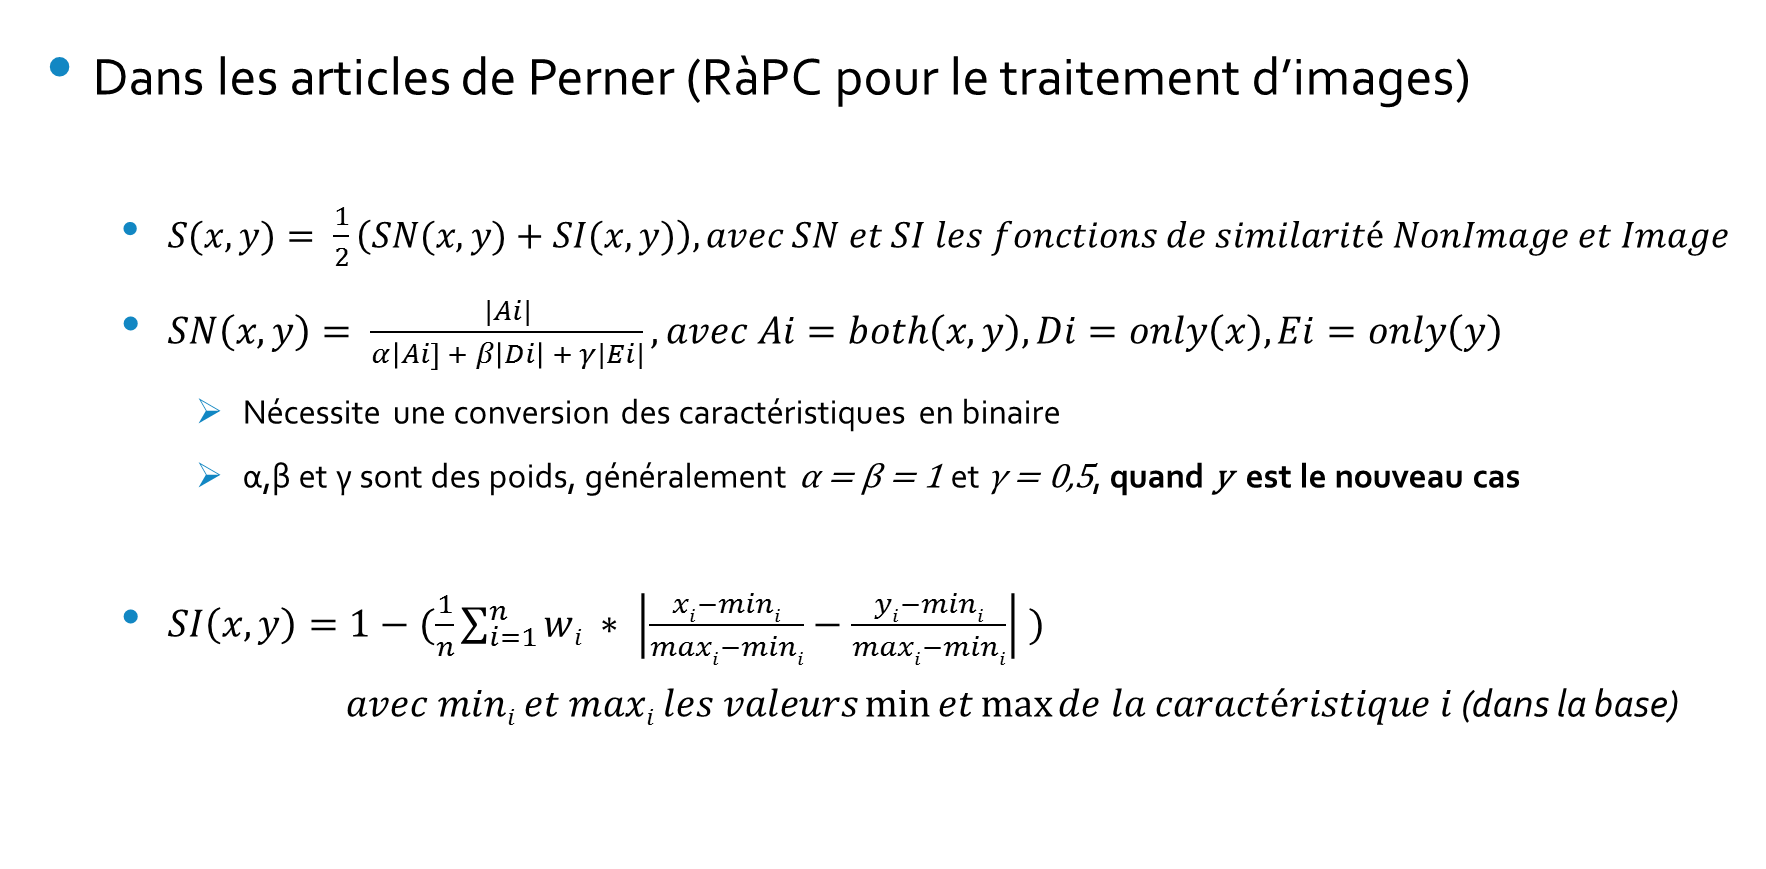 • Dans les articles de Perner (RàPC pour le traitement d'images)
• S(x, y) = 1/2 (SN(x, y) + SI(x, y)), avec SN et SI les fonctions de similarité NonImage et Image
• SN(x, y) = |Ai| / (α|Ai] + β|Di| + γ|Ei|), avec Ai = both(x, y), Di = only(x), Ei = only(y)
➢ Nécessite une conversion des caractéristiques en binaire
➢ α,β et γ sont des poids, généralement α = β = 1 et γ = 0,5, quand y est le nouveau cas
• SI(x, y) = 1 − (1/n ∑_{i=1}^{n} w_i ∗ |(x_i−min_i)/(max_i−min_i) − (y_i−min_i)/(max_i−min_i)| )
avec min_i et max_i les valeurs min et max de la caractéristique i (dans la base)